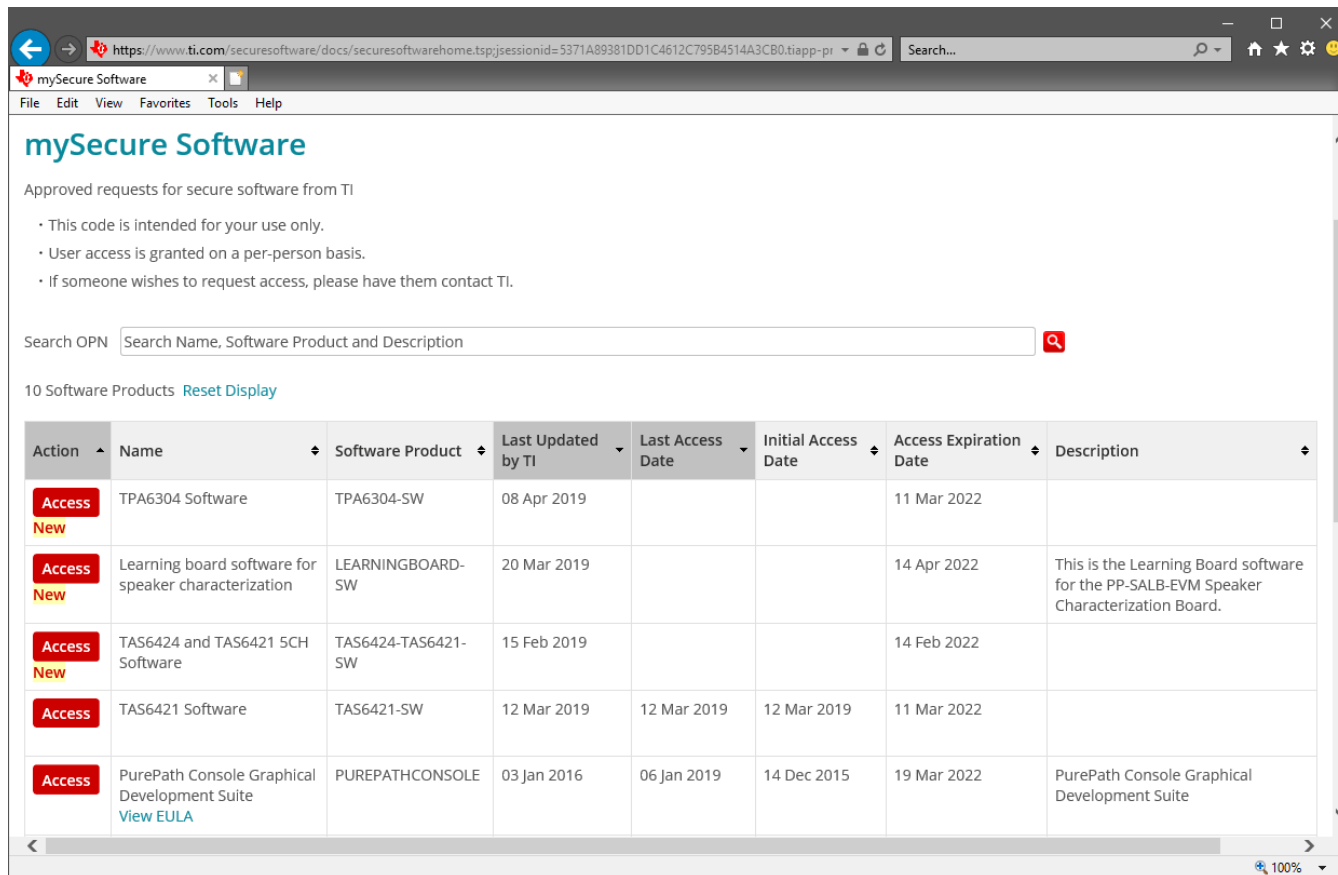 https://www.ti.com/securesoftware/docs/securesoftwarehome.tsp;jsessionid=5371A89381DD1C4612C795B4514A3CB0.tiapp-pr
Search...
mySecure Software
File Edit View Favorites Tools Help
mySecure Software
Approved requests for secure software from TI
· This code is intended for your use only.
· User access is granted on a per-person basis.
· If someone wishes to request access, please have them contact TI.
Search OPN Search Name, Software Product and Description
10 Software Products Reset Display
Action Name Software Product Last Updated by TI Last Access Date Initial Access Date Access Expiration Date Description
Access TPA6304 Software TPA6304-SW 08 Apr 2019 11 Mar 2022
New
Access Learning board software for LEARNINGBOARD- 20 Mar 2019 14 Apr 2022 This is the Learning Board software
New speaker characterization SW for the PP-SALB-EVM Speaker
Characterization Board.
Access TAS6424 and TAS6421 5CH TAS6424-TAS6421- 15 Feb 2019 14 Feb 2022
New Software SW
Access TAS6421 Software TAS6421-SW 12 Mar 2019 12 Mar 2019 12 Mar 2019 11 Mar 2022
Access PurePath Console Graphical PUREPATHCONSOLE 03 Jan 2016 06 Jan 2019 14 Dec 2015 19 Mar 2022 PurePath Console Graphical
Development Suite Development Suite
View EULA
100%